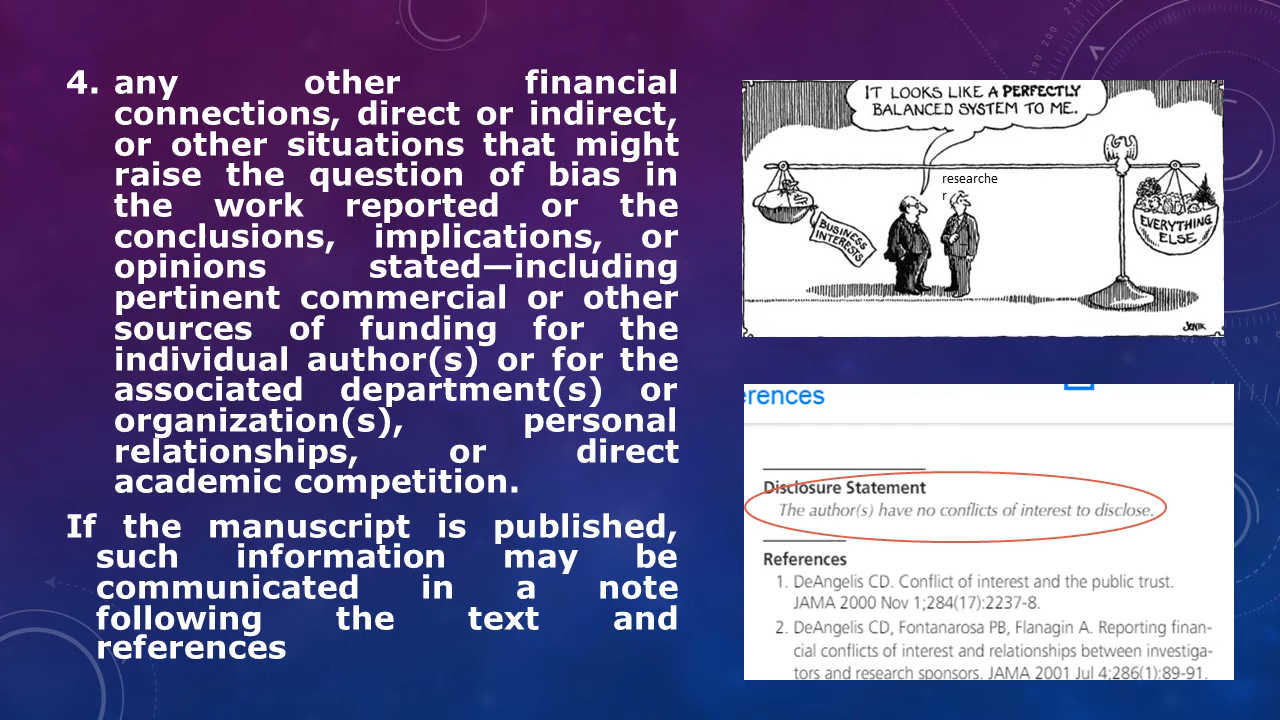 4. any other financial
connections, direct or indirect,
or other situations that might
raise the question of bias in
the work reported or the
conclusions, implications, or
opinions stated—including
pertinent commercial or other
sources of funding for the
individual author(s) or for the
associated department(s) or
organization(s), personal
relationships, or direct
academic competition.
If the manuscript is published,
such information may be
communicated in a note
following the text and
references
IT LOOKS LIKE A PERFECTLY
BALANCED SYSTEM TO ME.
researche
r
BUSINESS
INTERESTS
EVERYTHING
ELSE
JONIK
erences
Disclosure Statement
The author(s) have no conflicts of interest to disclose.
References
1. DeAngelis CD. Conflict of interest and the public trust.
JAMA 2000 Nov 1;284(17):2237-8.
2. DeAngelis CD, Fontanarosa PB, Flanagin A. Reporting finan-
cial conflicts of interest and relationships between investiga-
tors and research sponsors. JAMA 2001 Jul 4;286(1):89-91.